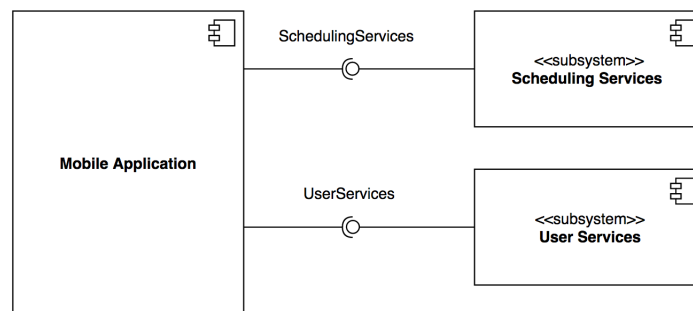 SchedulingServices
<<subsystem>>
Scheduling Services
Mobile Application
UserServices
<<subsystem>>
User Services